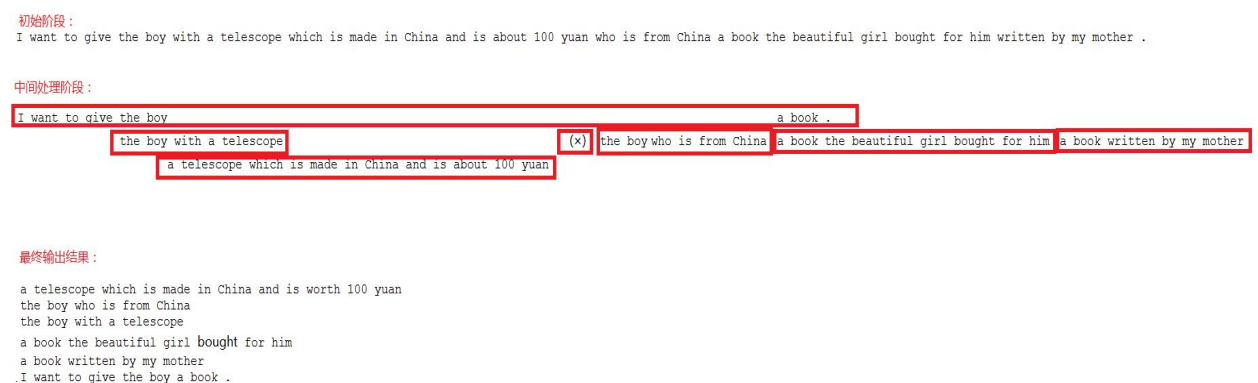 初始阶段：
I want to give the boy with a telescope which is made in China and is about 100 yuan who is from China a book the beautiful girl bought for him written by my mother .
中间处理阶段：
I want to give the boy a book .
the boy with a telescope (×) the boy who is from China a book the beautiful girl bought for him a book written by my mother
a telescope which is made in China and is about 100 yuan
最终输出结果：
a telescope which is made in China and is worth 100 yuan
the boy who is from China
the boy with a telescope
a book the beautiful girl bought for him
a book written by my mother
.I want to give the boy a book .